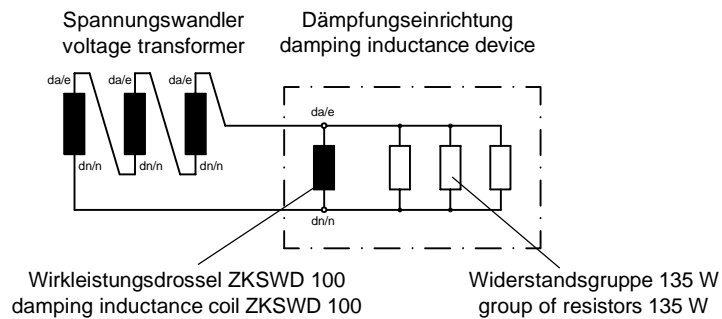 Spannungswandler
voltage transformer
Dämpfungseinrichtung
damping inductance device
da/e
da/e
da/e
da/e
dn/n
dn/n
dn/n
dn/n
Wirkleistungsdrossel ZKSWD 100
damping inductance coil ZKSWD 100
Widerstandsgruppe 135 W
group of resistors 135 W